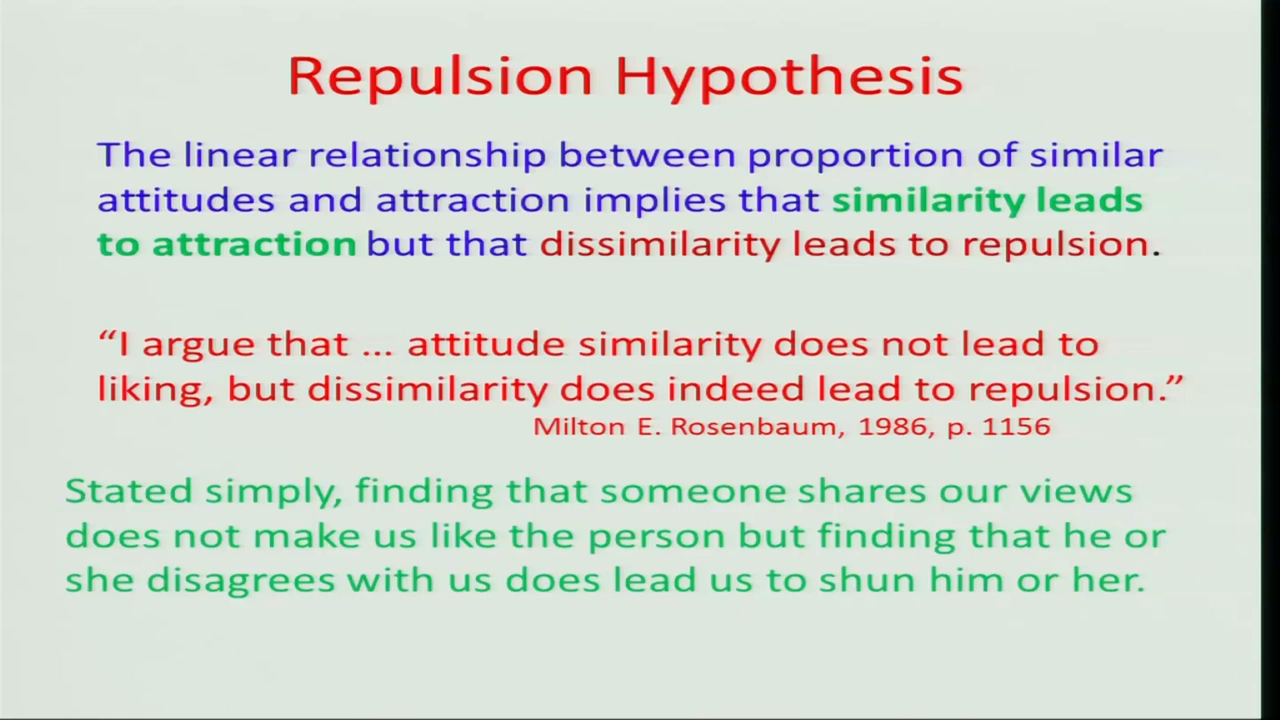 Repulsion Hypothesis
The linear relationship between proportion of similar
attitudes and attraction implies that similarity leads
to attraction but that dissimilarity leads to repulsion.
“I argue that ... attitude similarity does not lead to
liking, but dissimilarity does indeed lead to repulsion.”
Milton E. Rosenbaum, 1986, p. 1156
Stated simply, finding that someone shares our views
does not make us like the person but finding that he or
she disagrees with us does lead us to shun him or her.